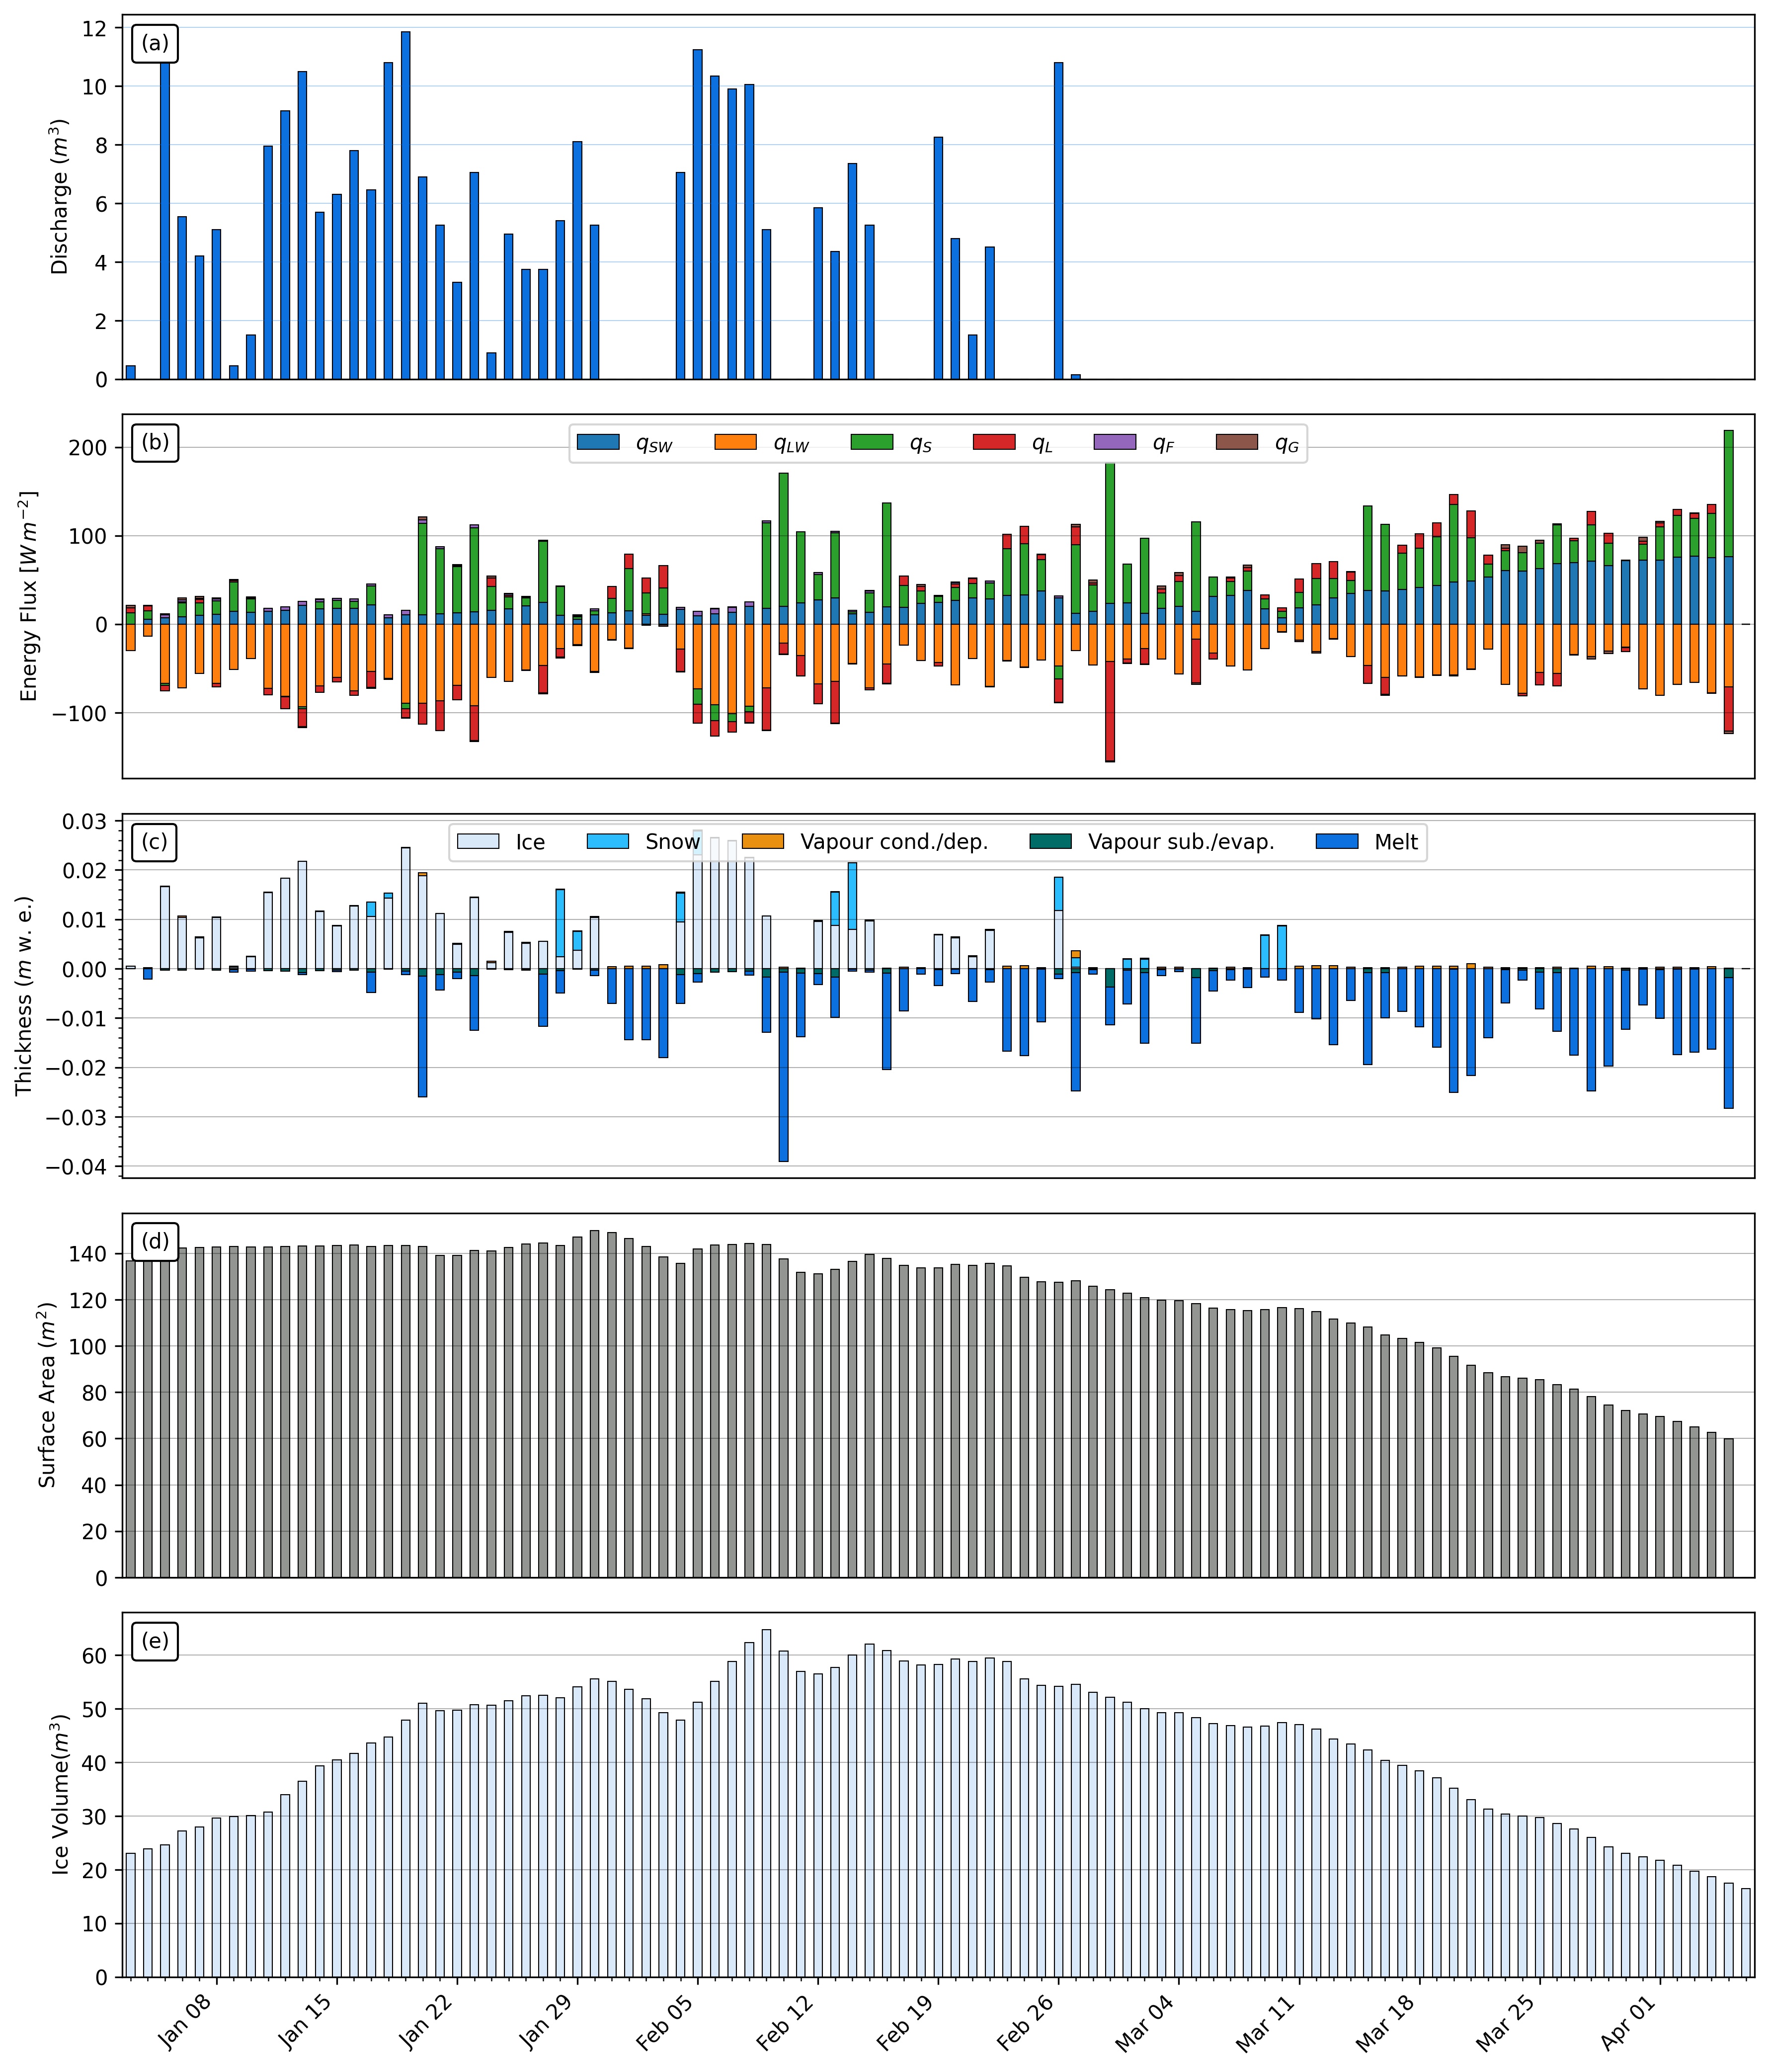 (a)
Discharge (m³)
12
10
8
6
4
2
0
(b)
q_SW q_LW q_S q_L q_F q_G
Energy Flux [W m⁻²]
200
100
0
−100
(c)
Ice Snow Vapour cond./dep. Vapour sub./evap. Melt
Thickness (m w. e.)
0.03
0.02
0.01
0.00
−0.01
−0.02
−0.03
−0.04
(d)
Surface Area (m²)
140
120
100
80
60
40
20
0
(e)
Ice Volume(m³)
60
50
40
30
20
10
0
Jan 08 Jan 15 Jan 22 Jan 29 Feb 05 Feb 12 Feb 19 Feb 26 Mar 04 Mar 11 Mar 18 Mar 25 Apr 01